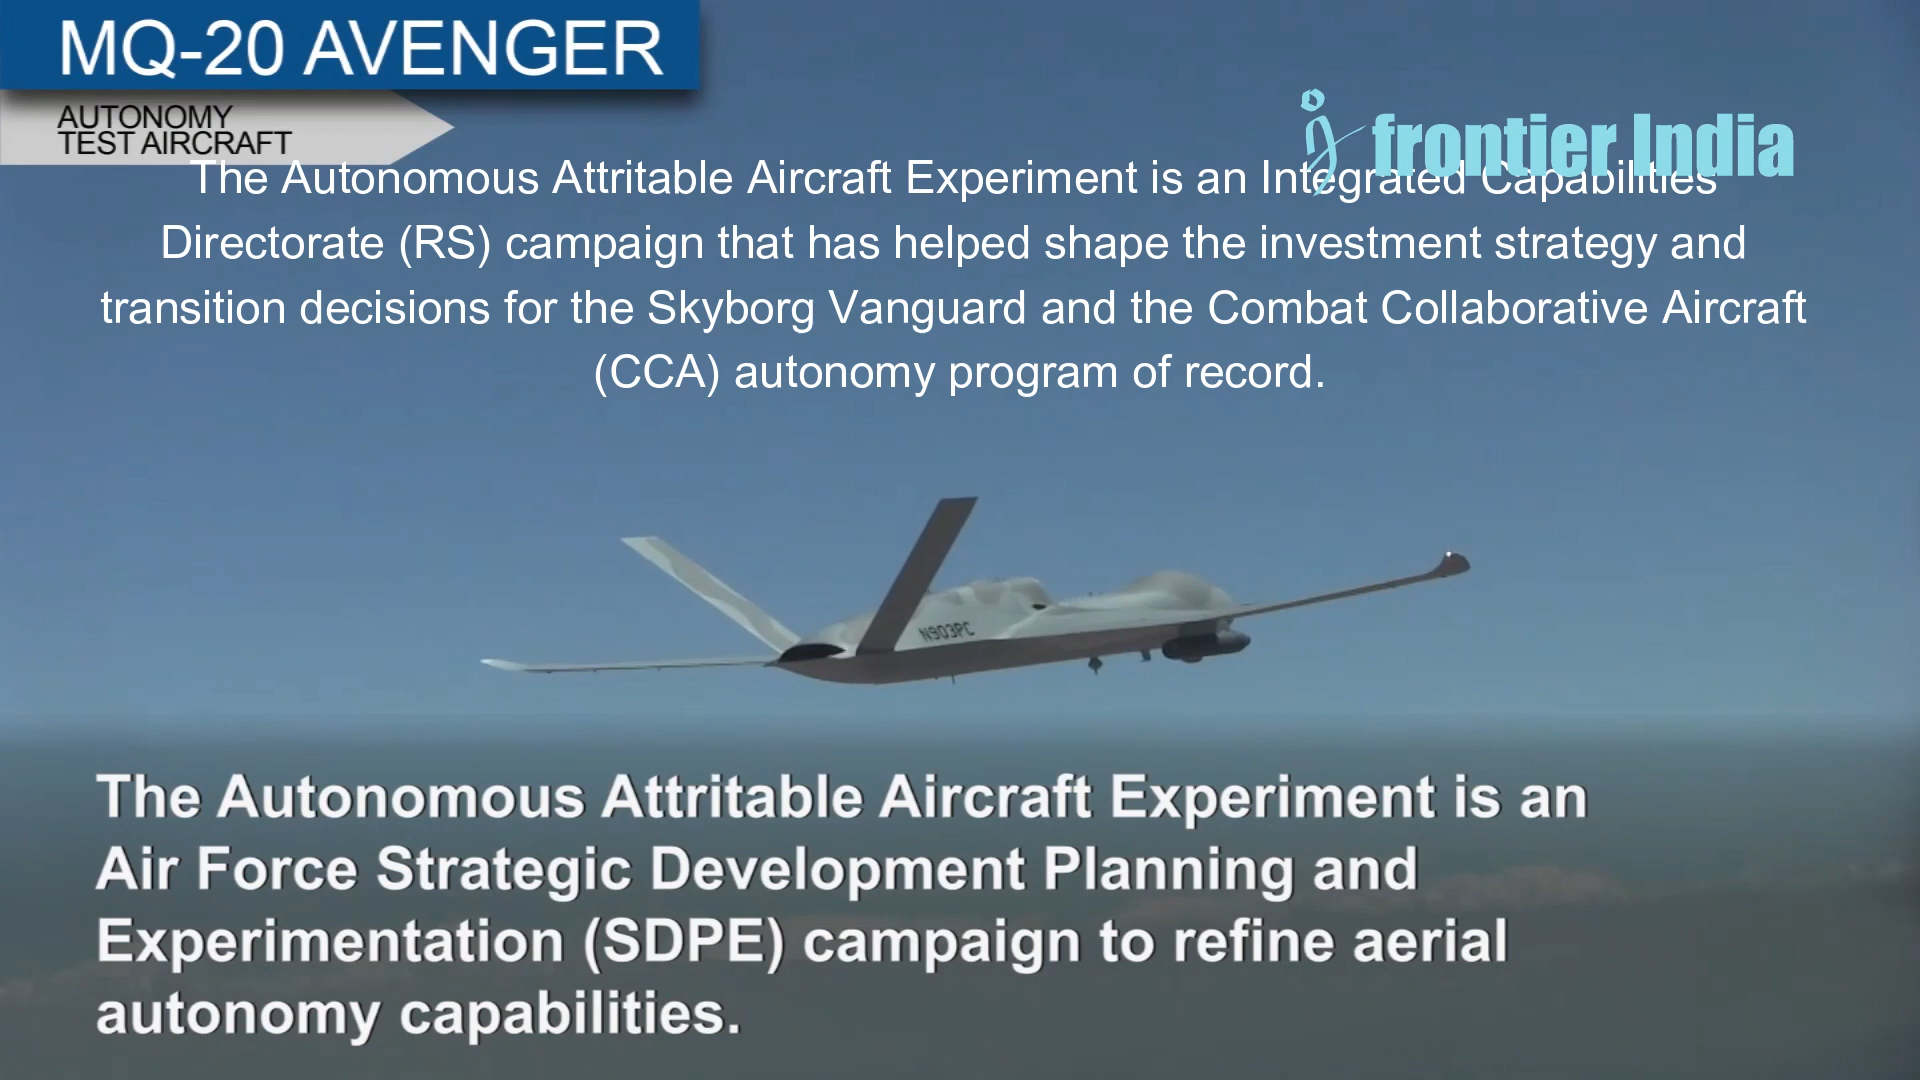 MQ-20 AVENGER
AUTONOMY
TEST AIRCRAFT
frontier India
The Autonomous Attritable Aircraft Experiment is an Integrated Capabilities
Directorate (RS) campaign that has helped shape the investment strategy and
transition decisions for the Skyborg Vanguard and the Combat Collaborative Aircraft
(CCA) autonomy program of record.
N903PC
The Autonomous Attritable Aircraft Experiment is an
Air Force Strategic Development Planning and
Experimentation (SDPE) campaign to refine aerial
autonomy capabilities.